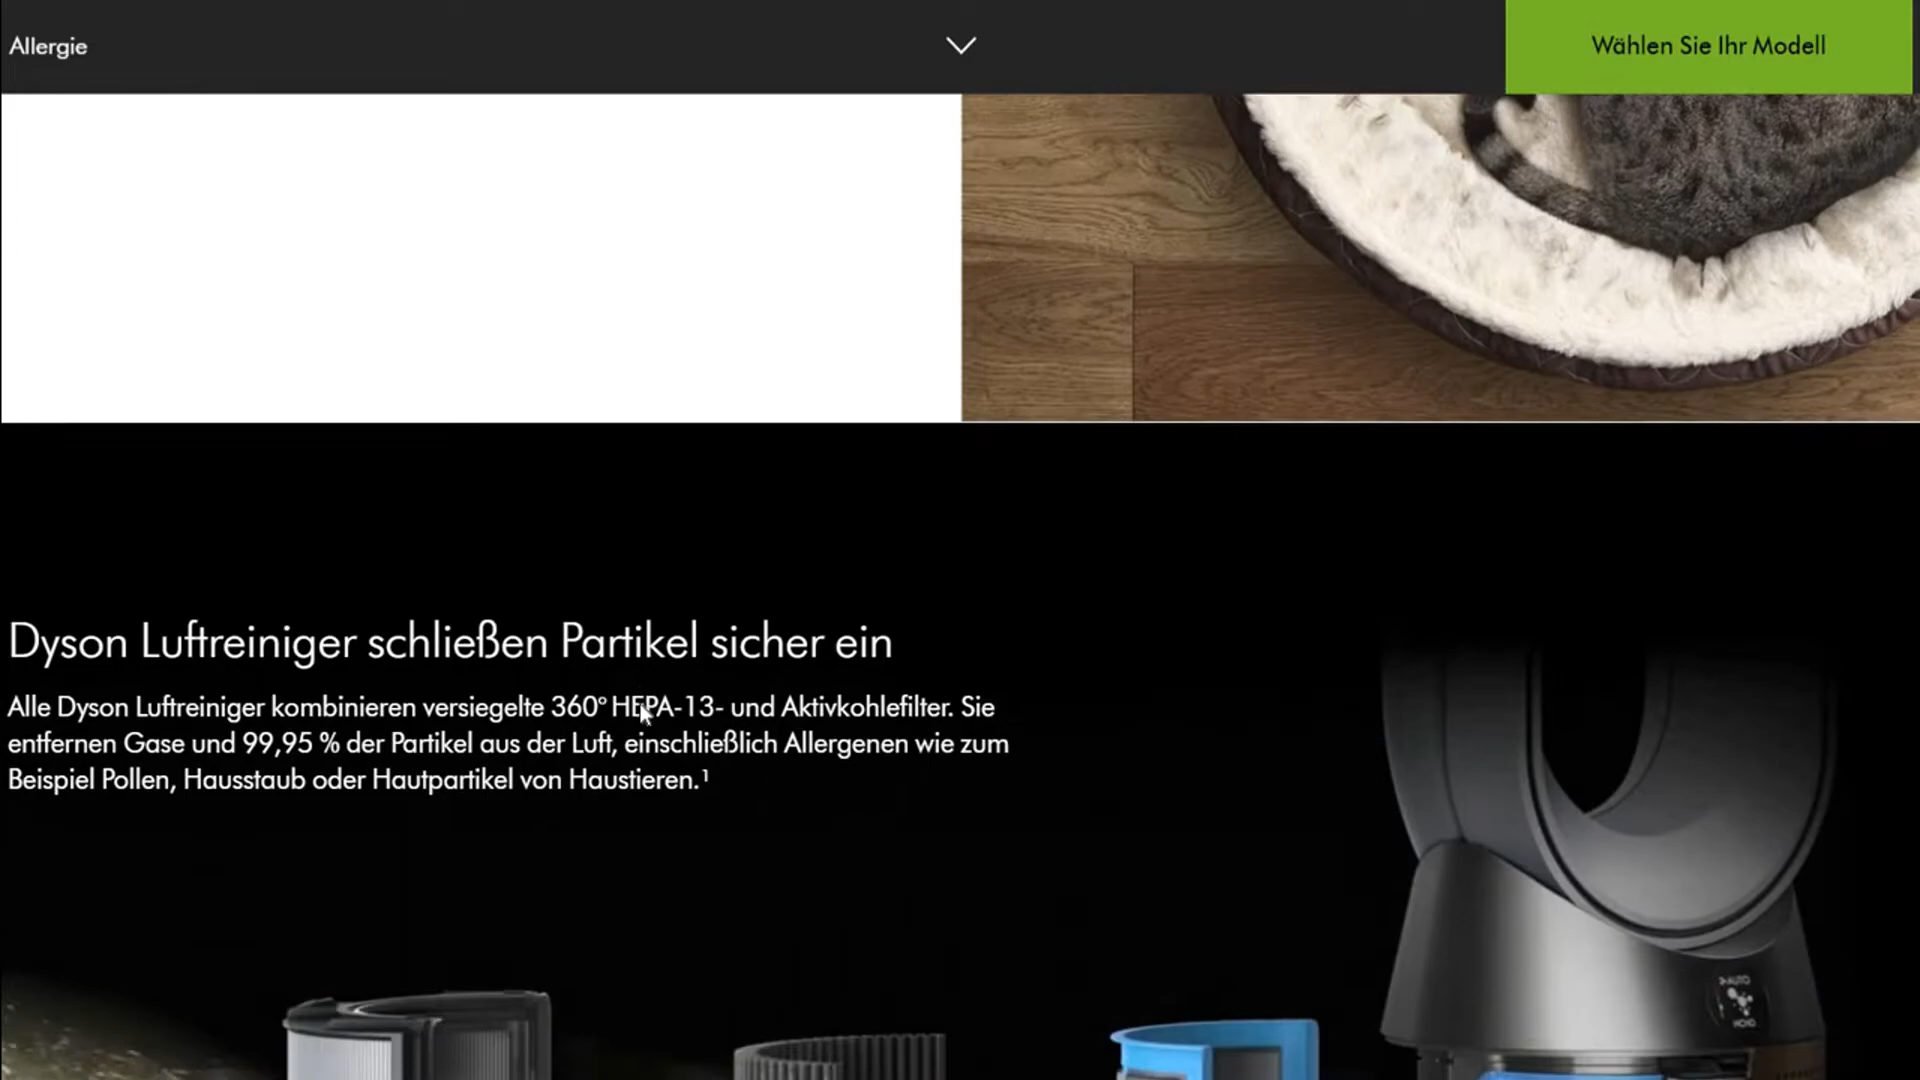 Allergie
Wählen Sie Ihr Modell
Dyson Luftreiniger schließen Partikel sicher ein
Alle Dyson Luftreiniger kombinieren versiegelte 360° HEPA-13- und Aktivkohlefilter. Sie
entfernen Gase und 99,95 % der Partikel aus der Luft, einschließlich Allergenen wie zum
Beispiel Pollen, Hausstaub oder Hautpartikel von Haustieren.¹
AUTO
HCHO